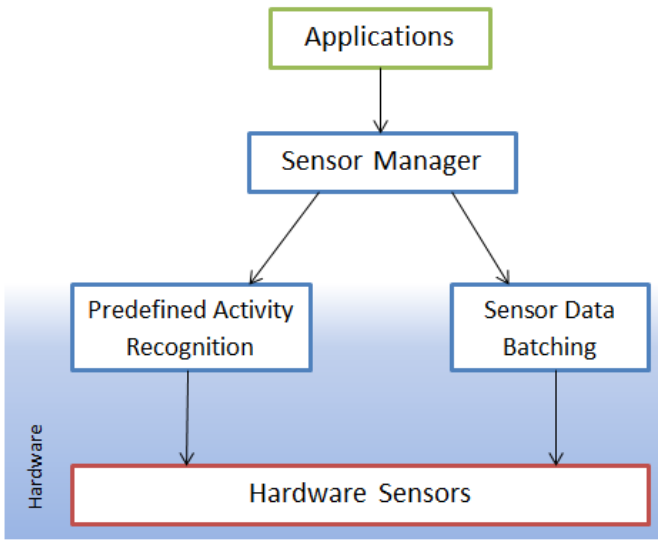 Applications
Sensor Manager
Predefined Activity
Recognition
Sensor Data
Batching
Hardware
Hardware Sensors